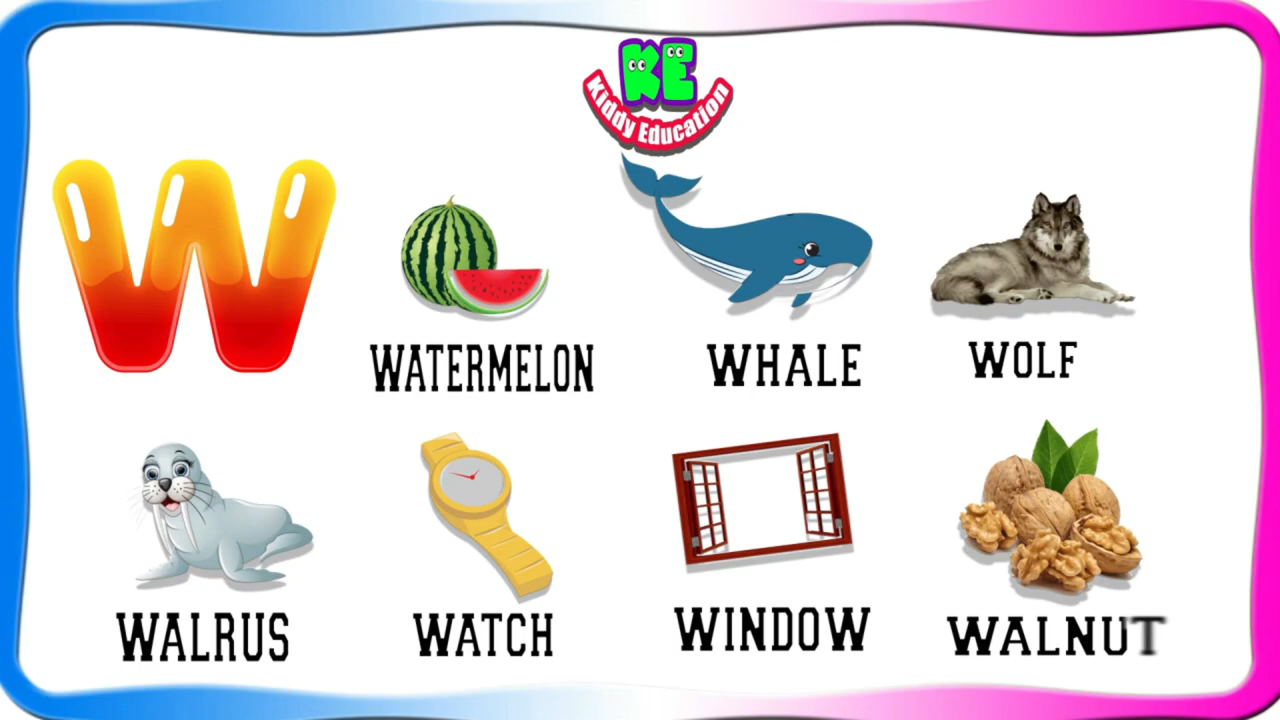 KE
Kiddy Education
W
WATERMELON
WHALE
WOLF
WALRUS
WATCH
WINDOW
WALNUT